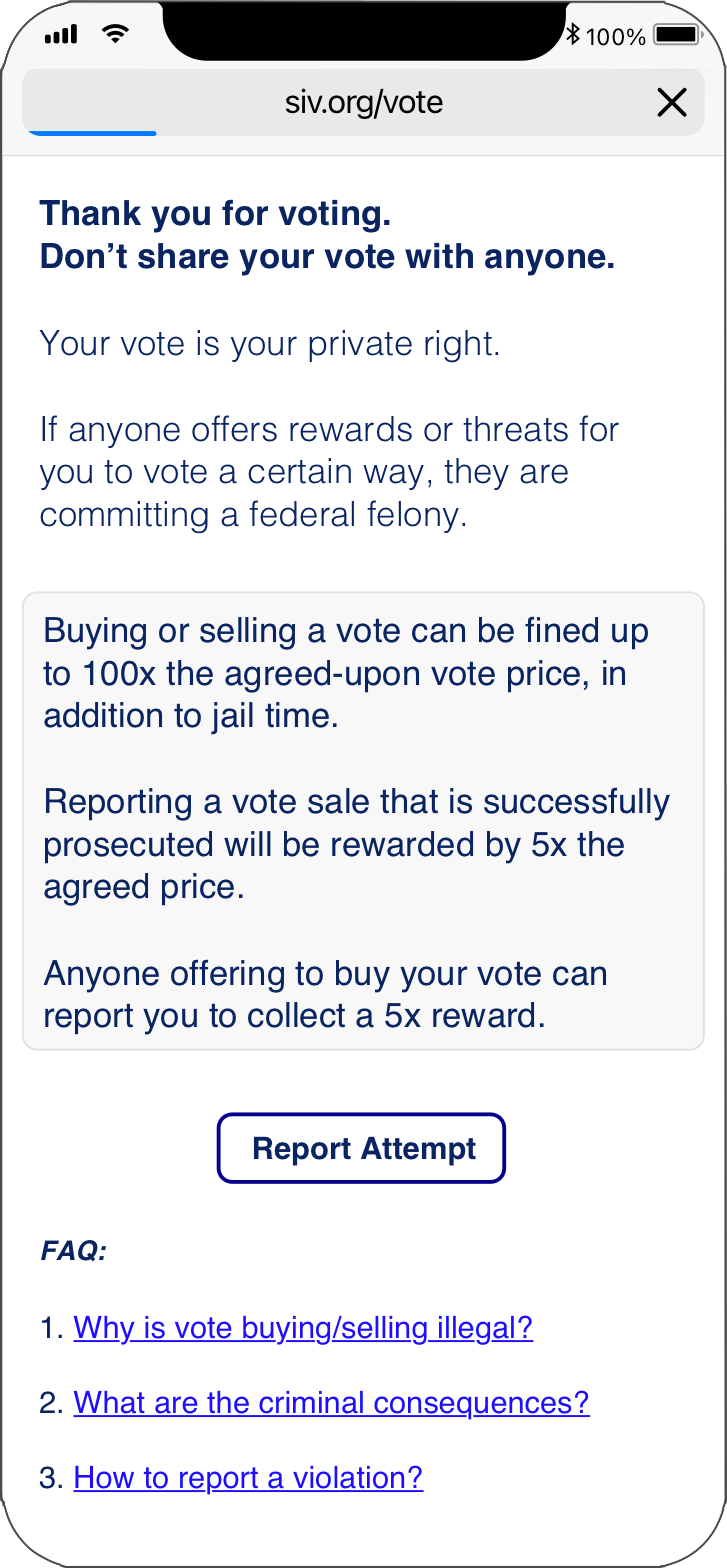 100%
siv.org/vote
Thank you for voting.
Don’t share your vote with anyone.
Your vote is your private right.
If anyone offers rewards or threats for
you to vote a certain way, they are
committing a federal felony.
Buying or selling a vote can be fined up
to 100x the agreed-upon vote price, in
addition to jail time.
Reporting a vote sale that is successfully
prosecuted will be rewarded by 5x the
agreed price.
Anyone offering to buy your vote can
report you to collect a 5x reward.
Report Attempt
FAQ:
1. Why is vote buying/selling illegal?
2. What are the criminal consequences?
3. How to report a violation?